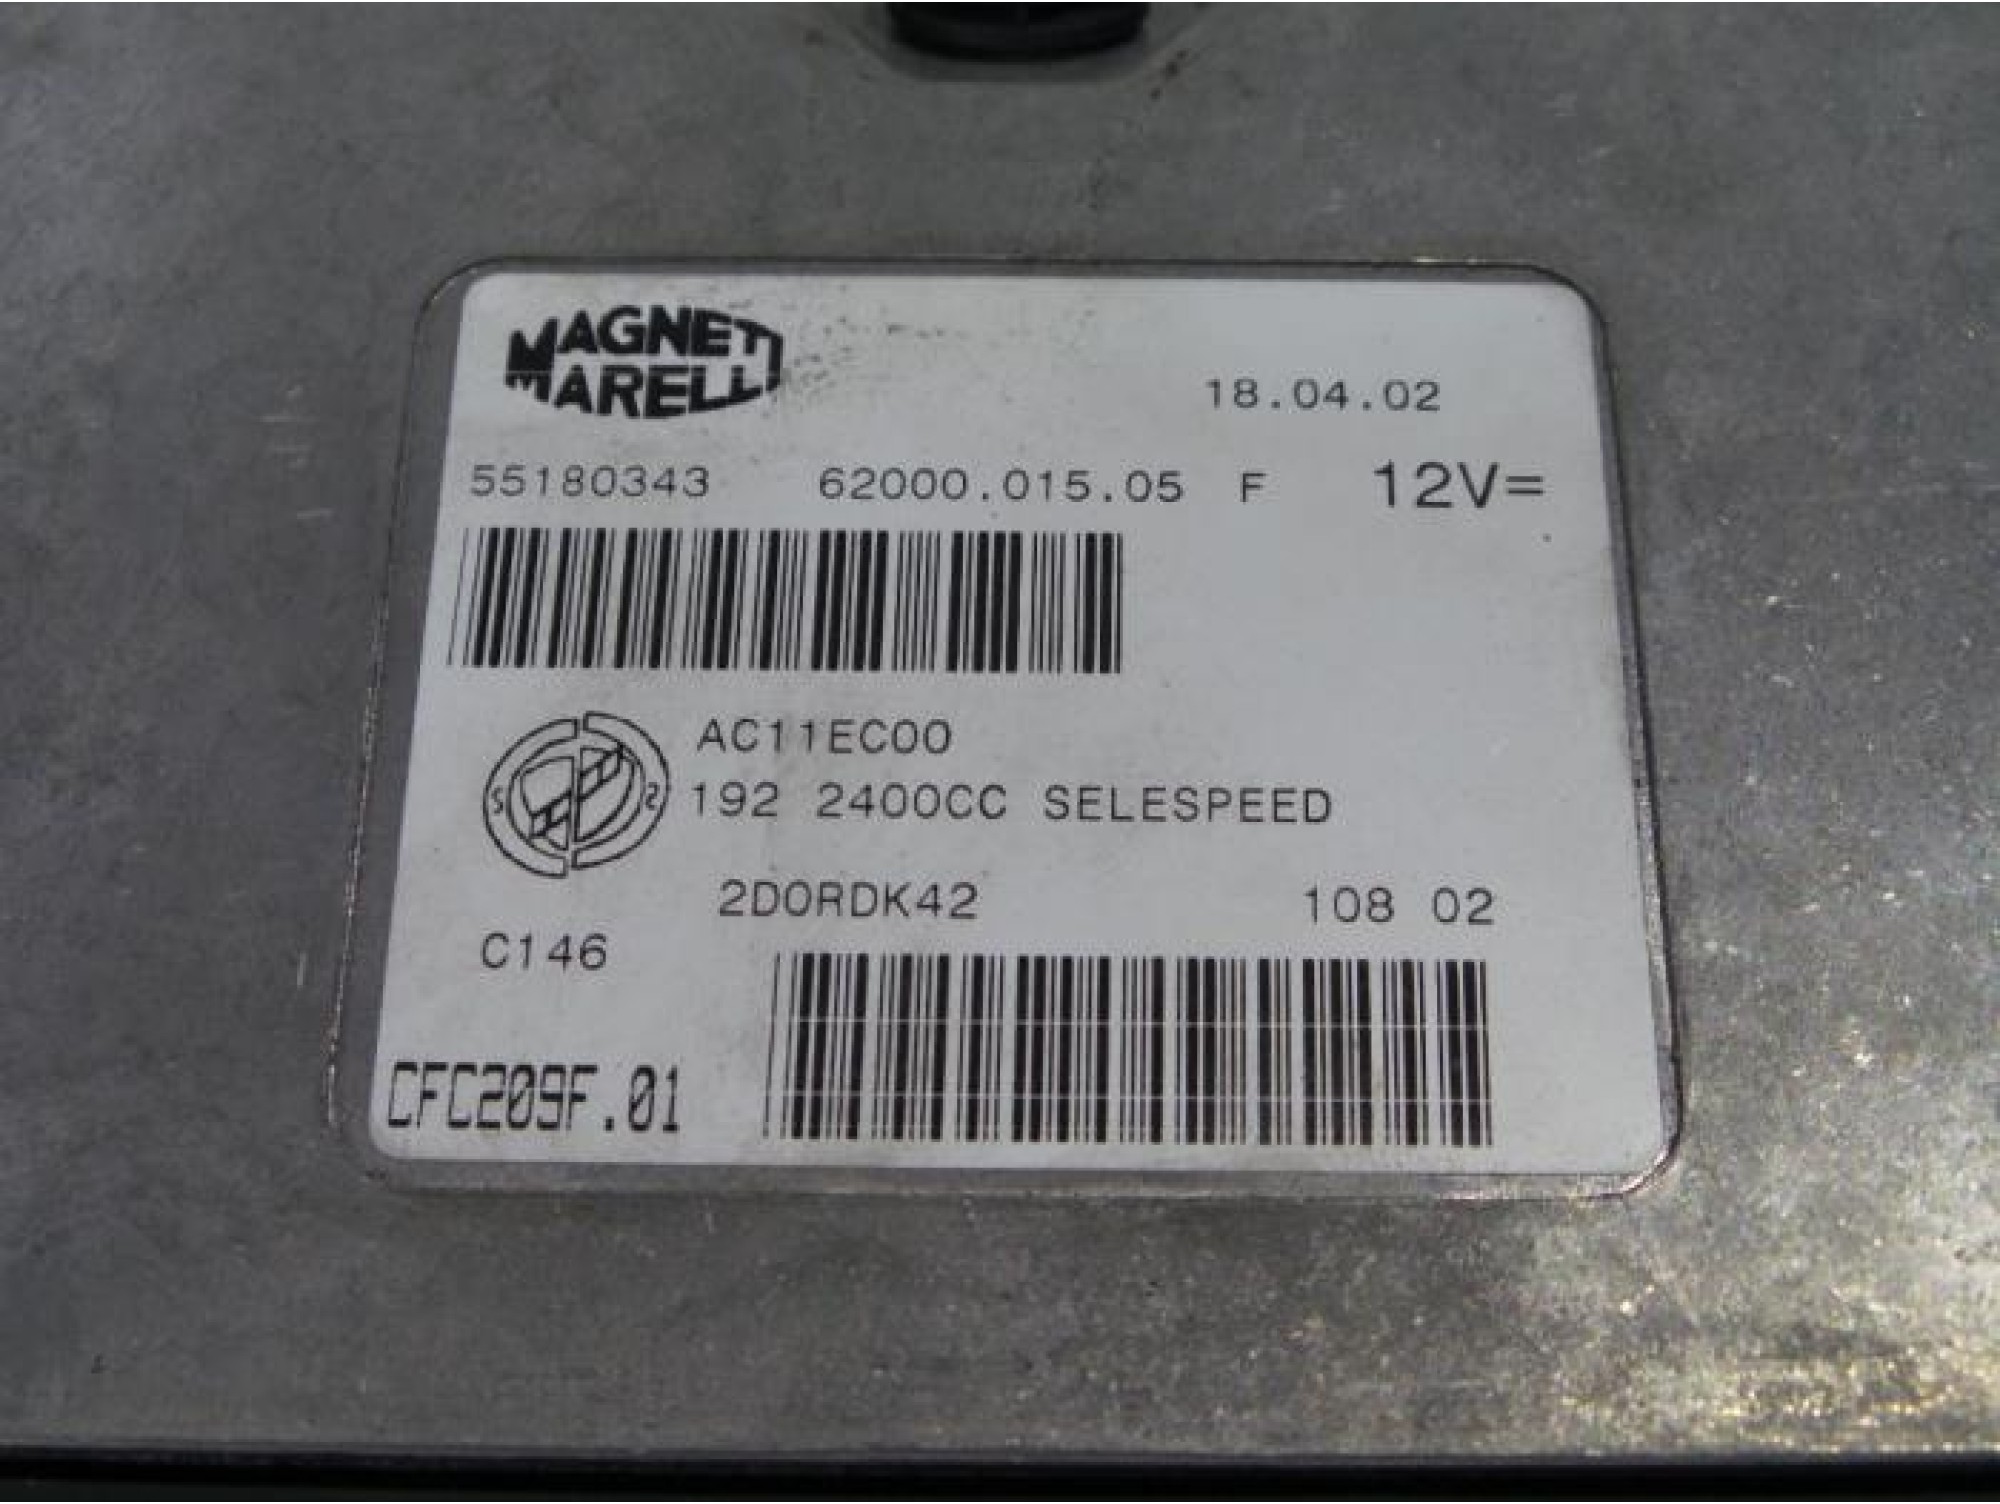 MAGNETI
MARELLI
18.04.02
55180343 62000.015.05 F 12V=
AC11EC00
192 2400CC SELESPEED
2D0RDK42 108 02
C146
CFC209F.01